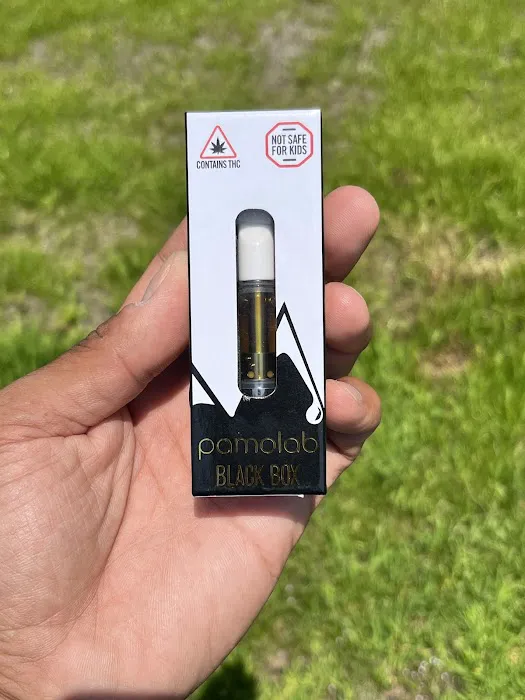 CONTAINS THC
NOT SAFE
FOR KIDS
pamolab
BLACK BOX